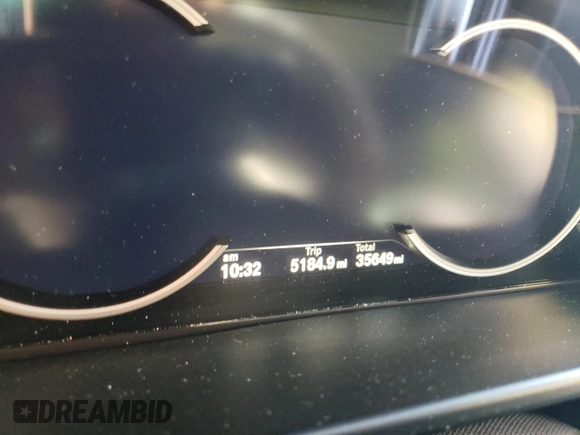 am Trip Total
10:32 5184.9 mi 35649 mi
DREAMBID